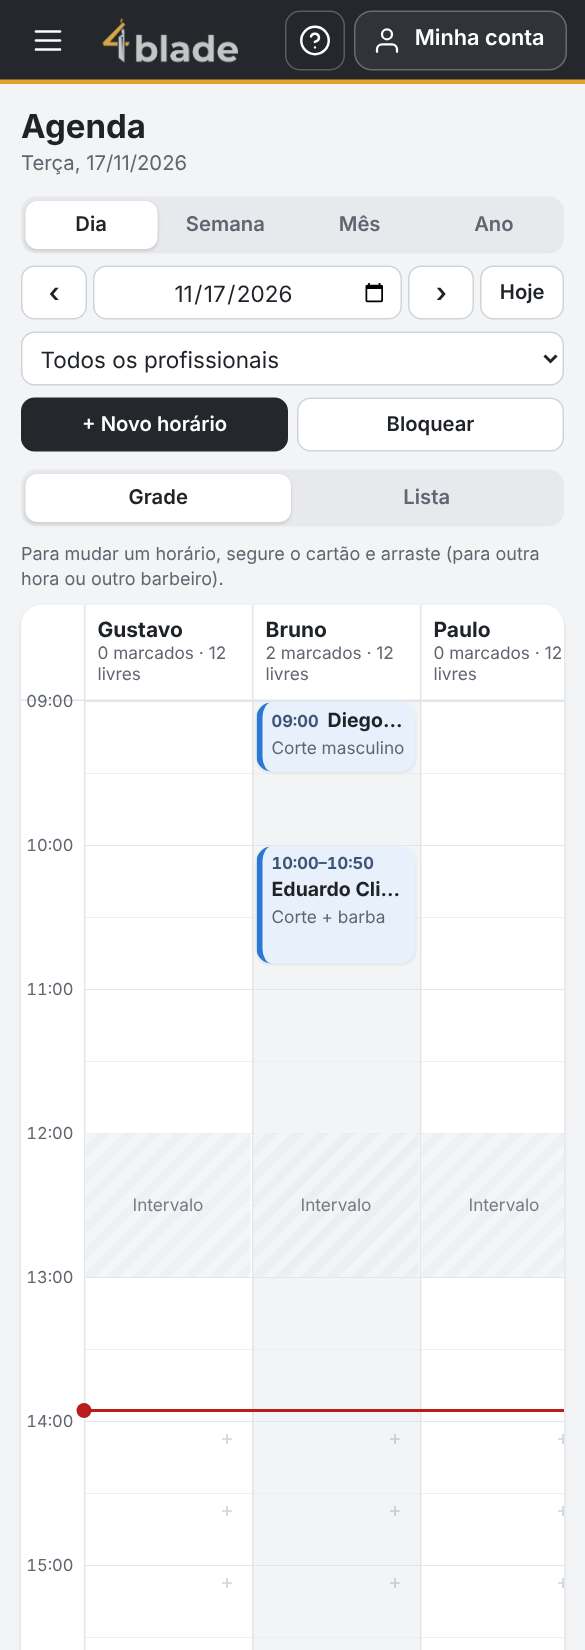 4blade
Minha conta
Agenda
Terça, 17/11/2026
Dia Semana Mês Ano
‹ 11/17/2026 › Hoje
Todos os profissionais
+ Novo horário Bloquear
Grade Lista
Para mudar um horário, segure o cartão e arraste (para outra
hora ou outro barbeiro).
Gustavo Bruno Paulo
0 marcados · 12 2 marcados · 12 0 marcados · 12
livres livres livres
09:00
09:00 Diego...
Corte masculino
10:00
10:00–10:50
Eduardo Cli...
Corte + barba
11:00
12:00
Intervalo Intervalo Intervalo
13:00
14:00
+ + +
+ + +
15:00
+ + +